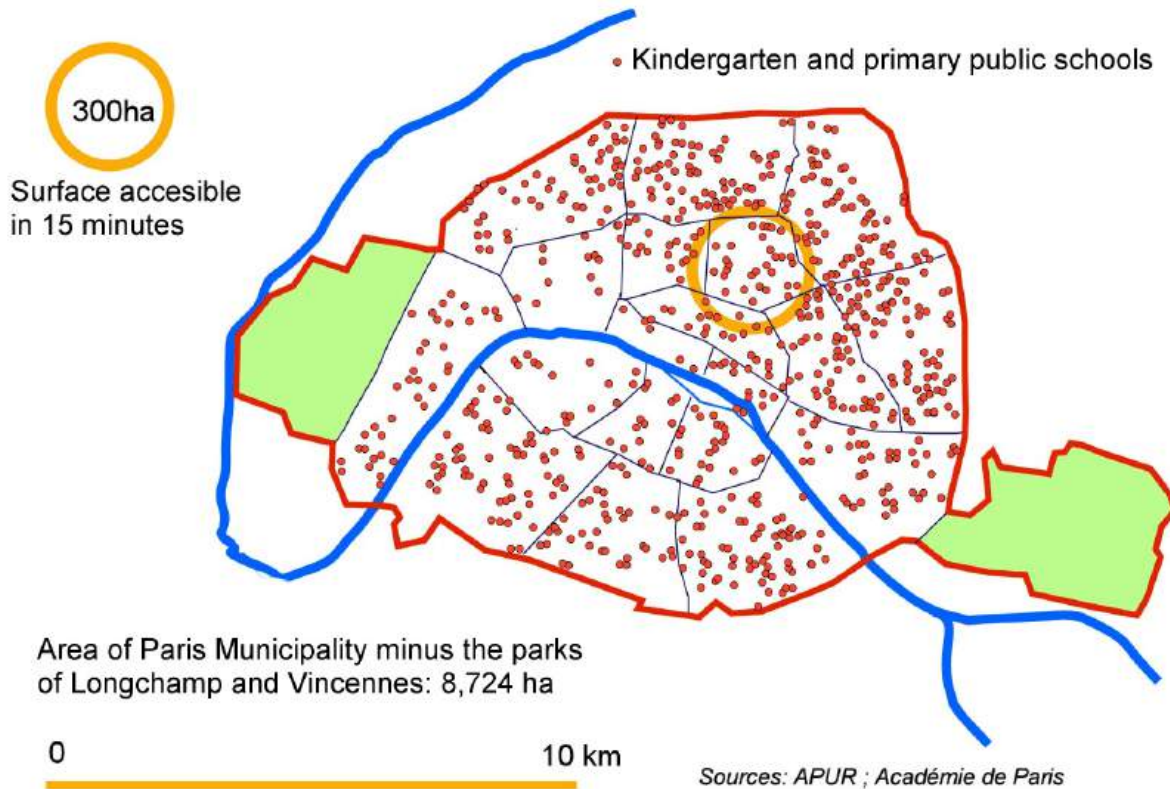 Kindergarten and primary public schools
300ha
Surface accesible
in 15 minutes
Area of Paris Municipality minus the parks
of Longchamp and Vincennes: 8,724 ha
0
10 km
Sources: APUR ; Académie de Paris